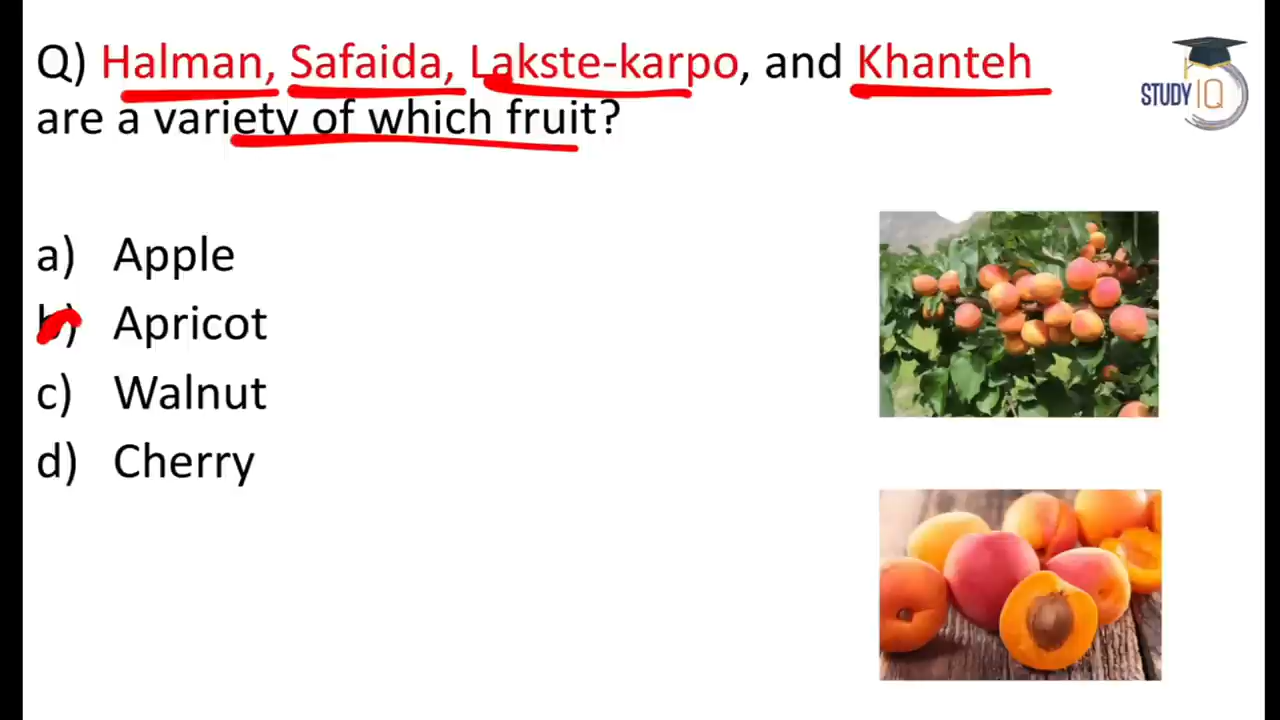 Q) Halman, Safaida, Lakste-karpo, and Khanteh
are a variety of which fruit?
STUDY IQ
a) Apple
b) Apricot
c) Walnut
d) Cherry